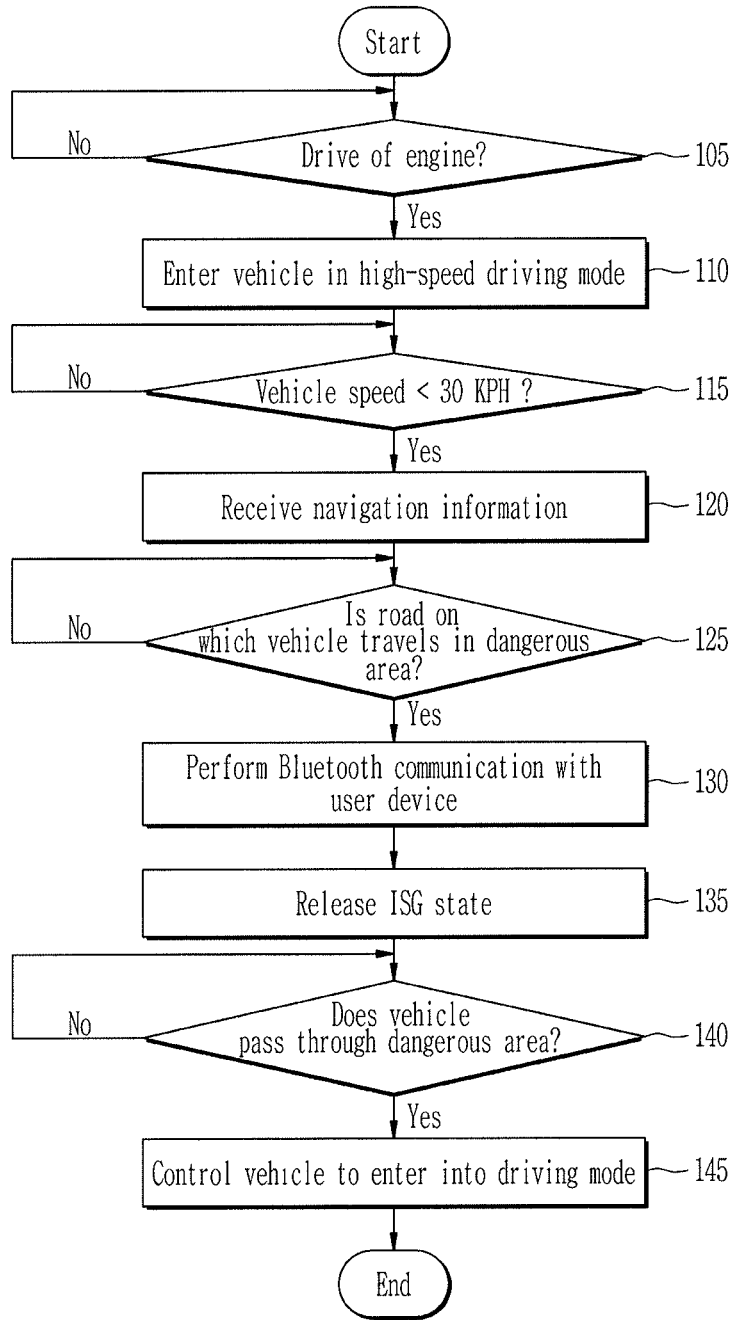 Start
Drive of engine?
No
105
Yes
Enter vehicle in high-speed driving mode
110
Vehicle speed < 30 KPH ?
No
115
Yes
Receive navigation information
120
Is road on
which vehicle travels in dangerous
area?
No
125
Yes
Perform Bluetooth communication with
user device
130
Release ISG state
135
Does vehicle
pass through dangerous area?
No
140
Yes
Control vehicle to enter into driving mode
145
End